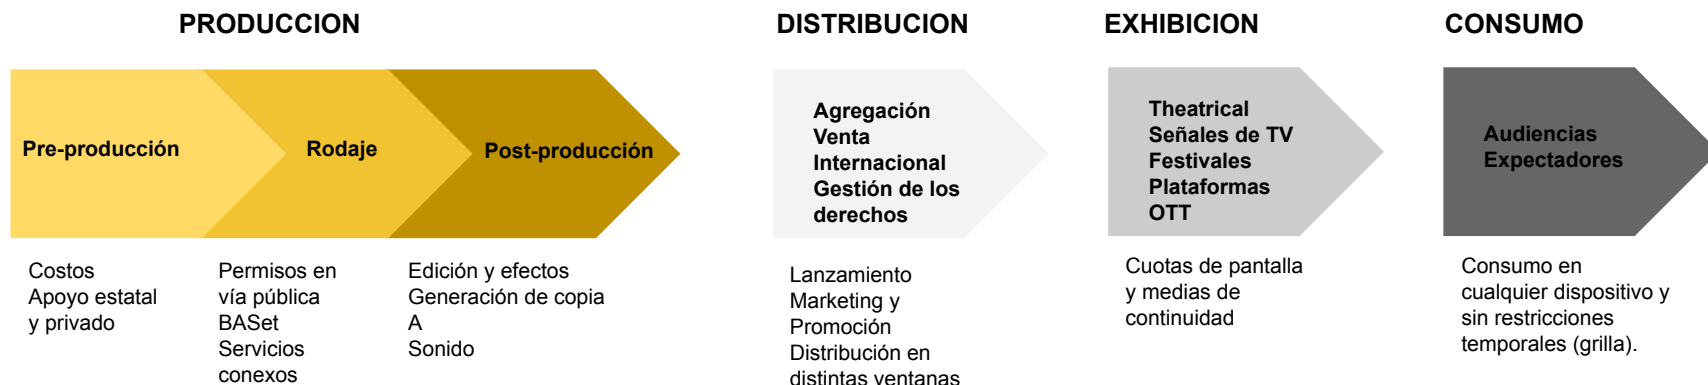 PRODUCCION
DISTRIBUCION
EXHIBICION
CONSUMO
Pre-producción
Rodaje
Post-producción
Agregación
Venta
Internacional
Gestión de los
derechos
Theatrical
Señales de TV
Festivales
Plataformas
OTT
Audiencias
Expectadores
Costos
Apoyo estatal
y privado
Permisos en
vía pública
BASet
Servicios
conexos
Edición y efectos
Generación de copia
A
Sonido
Lanzamiento
Marketing y
Promoción
Distribución en
distintas ventanas
Cuotas de pantalla
y medias de
continuidad
Consumo en
cualquier dispositivo y
sin restricciones
temporales (grilla).